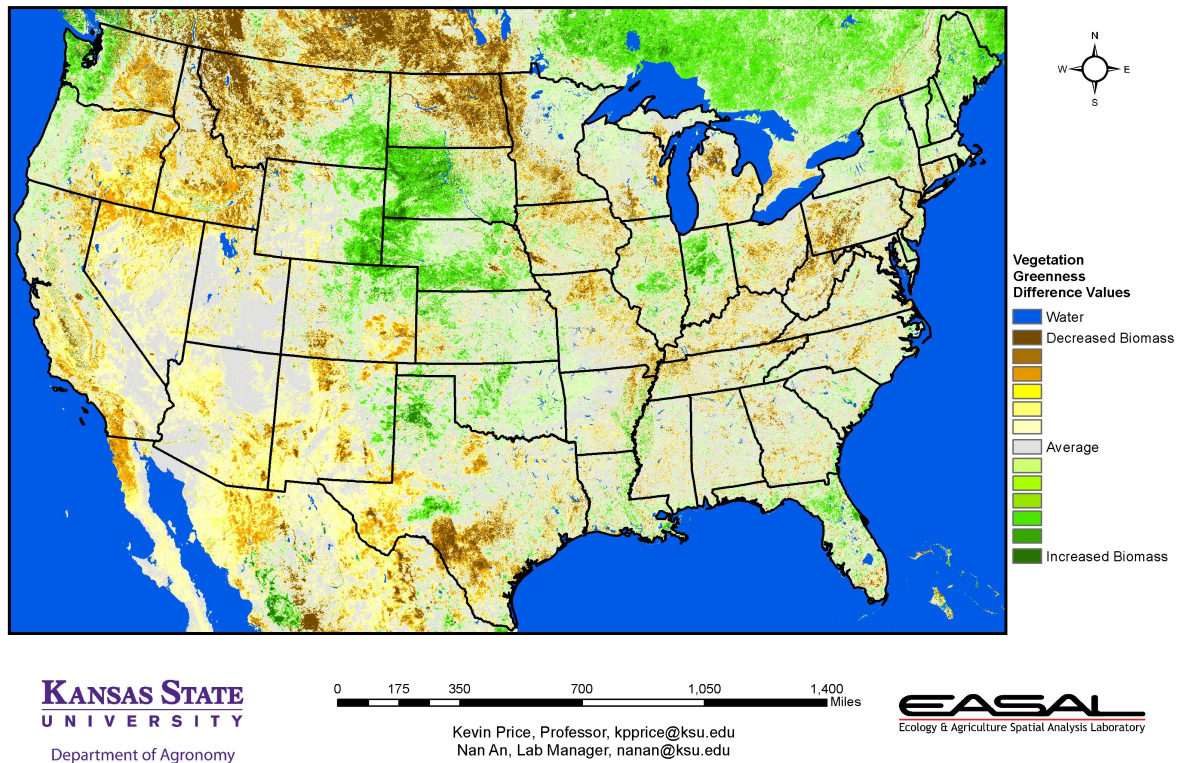 N
W
E
S
Vegetation
Greenness
Difference Values
Water
Decreased Biomass
Average
Increased Biomass
KANSAS STATE
UNIVERSITY
Department of Agronomy
0 175 350 700 1,050 1,400
Miles
Kevin Price, Professor, kpprice@ksu.edu
Nan An, Lab Manager, nanan@ksu.edu
EASAL
Ecology & Agriculture Spatial Analysis Laboratory